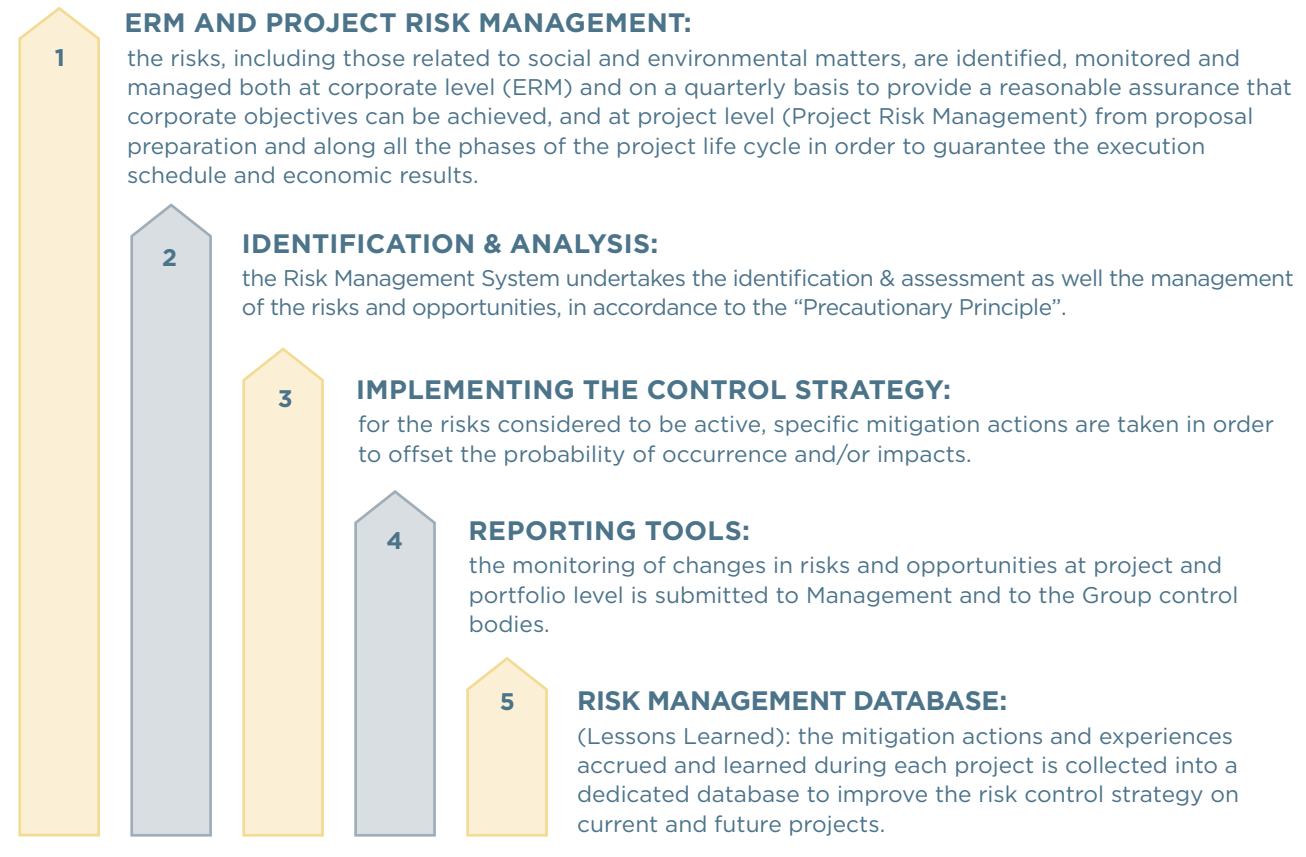 ERM AND PROJECT RISK MANAGEMENT:
1
the risks, including those related to social and environmental matters, are identified, monitored and
managed both at corporate level (ERM) and on a quarterly basis to provide a reasonable assurance that
corporate objectives can be achieved, and at project level (Project Risk Management) from proposal
preparation and along all the phases of the project life cycle in order to guarantee the execution
schedule and economic results.
2
IDENTIFICATION & ANALYSIS:
the Risk Management System undertakes the identification & assessment as well the management
of the risks and opportunities, in accordance to the “Precautionary Principle”.
3
IMPLEMENTING THE CONTROL STRATEGY:
for the risks considered to be active, specific mitigation actions are taken in order
to offset the probability of occurrence and/or impacts.
4
REPORTING TOOLS:
the monitoring of changes in risks and opportunities at project and
portfolio level is submitted to Management and to the Group control
bodies.
5
RISK MANAGEMENT DATABASE:
(Lessons Learned): the mitigation actions and experiences
accrued and learned during each project is collected into a
dedicated database to improve the risk control strategy on
current and future projects.